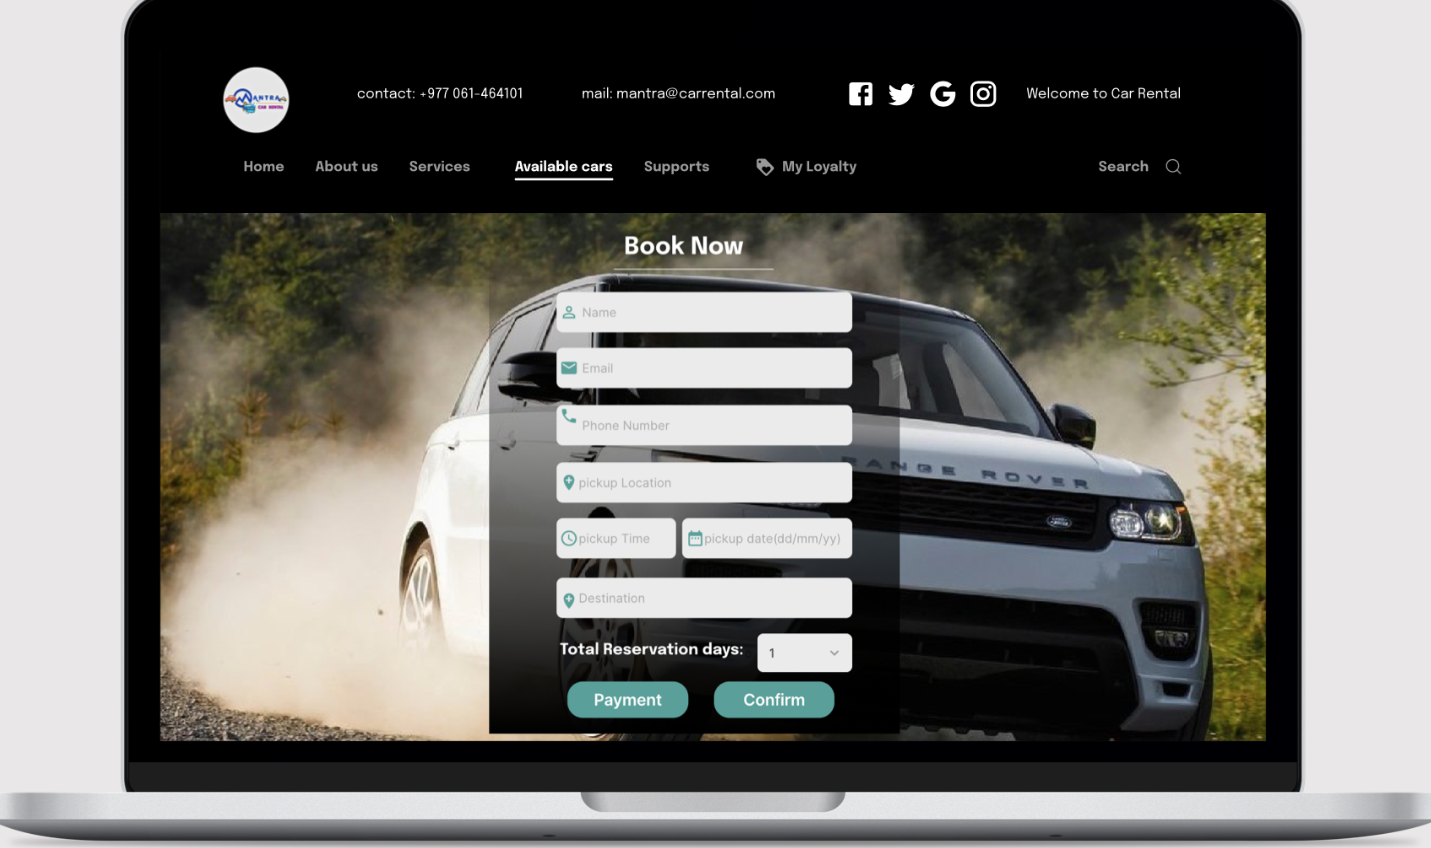 MANTRA
CAR RENTAL
contact: +977 061-464101
mail: mantra@carrental.com
Welcome to Car Rental
Home
About us
Services
Available cars
Supports
My Loyalty
Search
Book Now
Name
Email
Phone Number
pickup Location
RANGE ROVER
pickup Time
pickup date(dd/mm/yy)
Destination
Total Reservation days:
1
Payment
Confirm